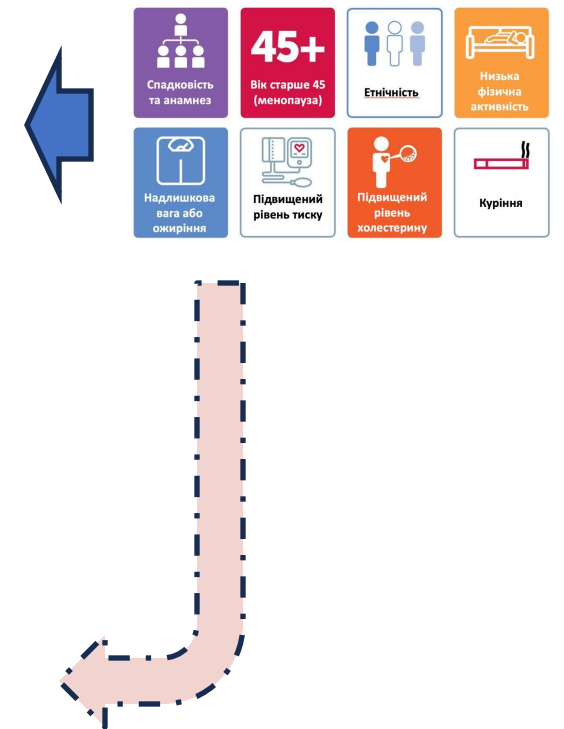 Спадковість
та анамнез
45+
Вік старше 45
(менопауза)
Етнічність
Низька
фізична
активність
Надлишкова
вага або
ожиріння
Підвищений
рівень тиску
Підвищений
рівень
холестерину
Куріння